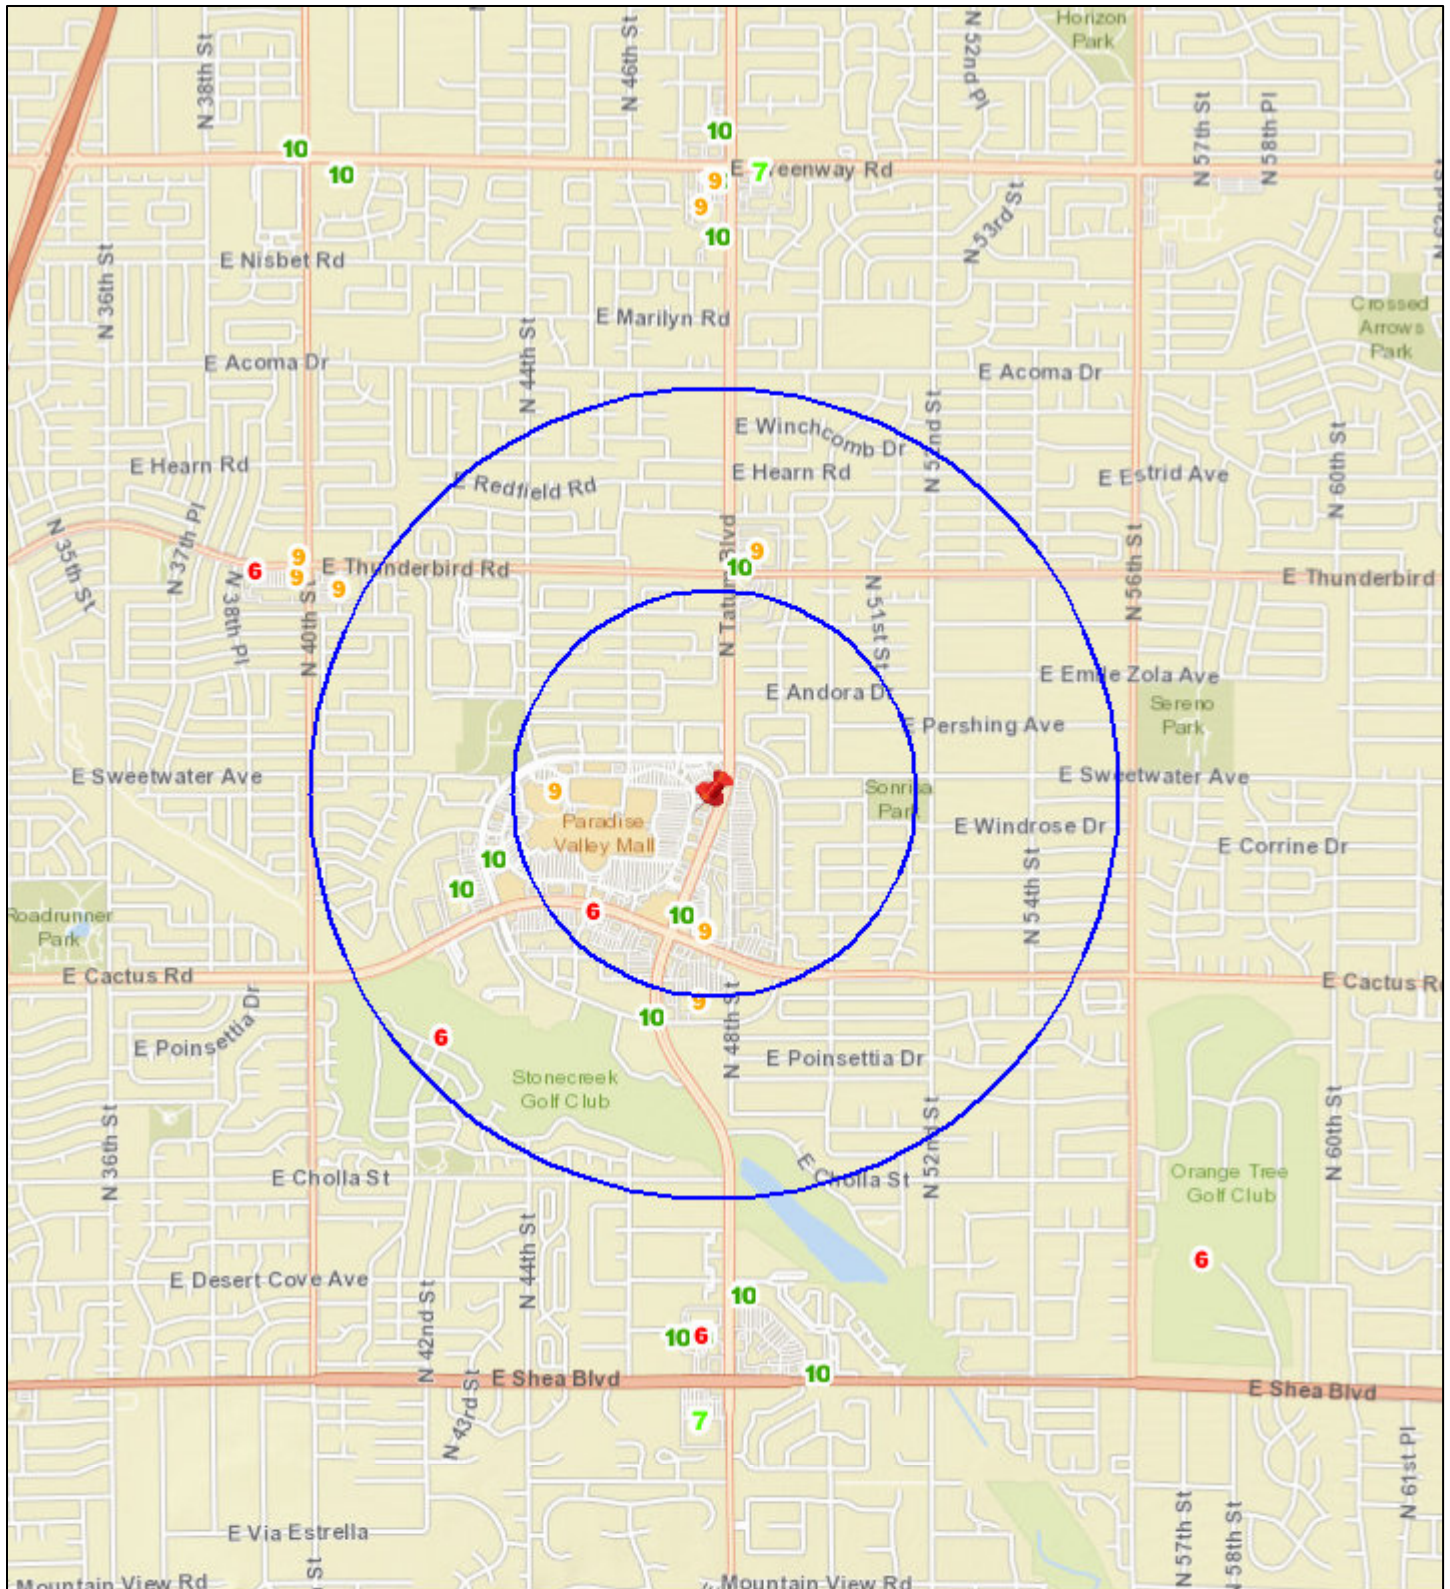 Horizon
Park
N 38th St
N 46th St
N 52nd Pl
N 57th St
N 58th Pl
10
10
10
E Greenway Rd
7
9
9
10
N 53rd St
N 62nd St
E Nisbet Rd
N 36th St
E Marilyn Rd
Crossed
Arrows
Park
E Acoma Dr
N 44th St
E Acoma Dr
E Winchcomb Dr
N 52nd St
E Hearn Rd
E Redfield Rd
E Hearn Rd
E Estrid Ave
N 60th St
N 35th St
N 37th Pl
N 38th Pl
6
9
9
9
E Thunderbird Rd
N 40th St
N Tatum Blvd
9
10
N 51st St
N 56th St
E Thunderbird
E Andora Dr
E Emile Zola Ave
E Pershing Ave
Sereno
Park
E Sweetwater Ave
9
Paradise
Valley Mall
Sonrisa
Park
E Sweetwater Ave
E Windrose Dr
E Corrine Dr
10
10
6
10
9
N 54th St
Roadrunner
Park
E Cactus Rd
E Cactus Rd
9
10
N 48th St
E Poinsettia Dr
6
E Poinsettia Dr
Stonecreek
Golf Club
N 36th St
N 52nd St
N 60th St
E Cholla St
E Cholla St
Orange Tree
Golf Club
N 44th St
6
E Desert Cove Ave
N 42nd St
10
10
6
10
E Shea Blvd
E Shea Blvd
N 43rd St
7
N 61st Pl
E Via Estrella
N 57th St
N 58th St
St
Mountain View Rd
Mountain View Rd